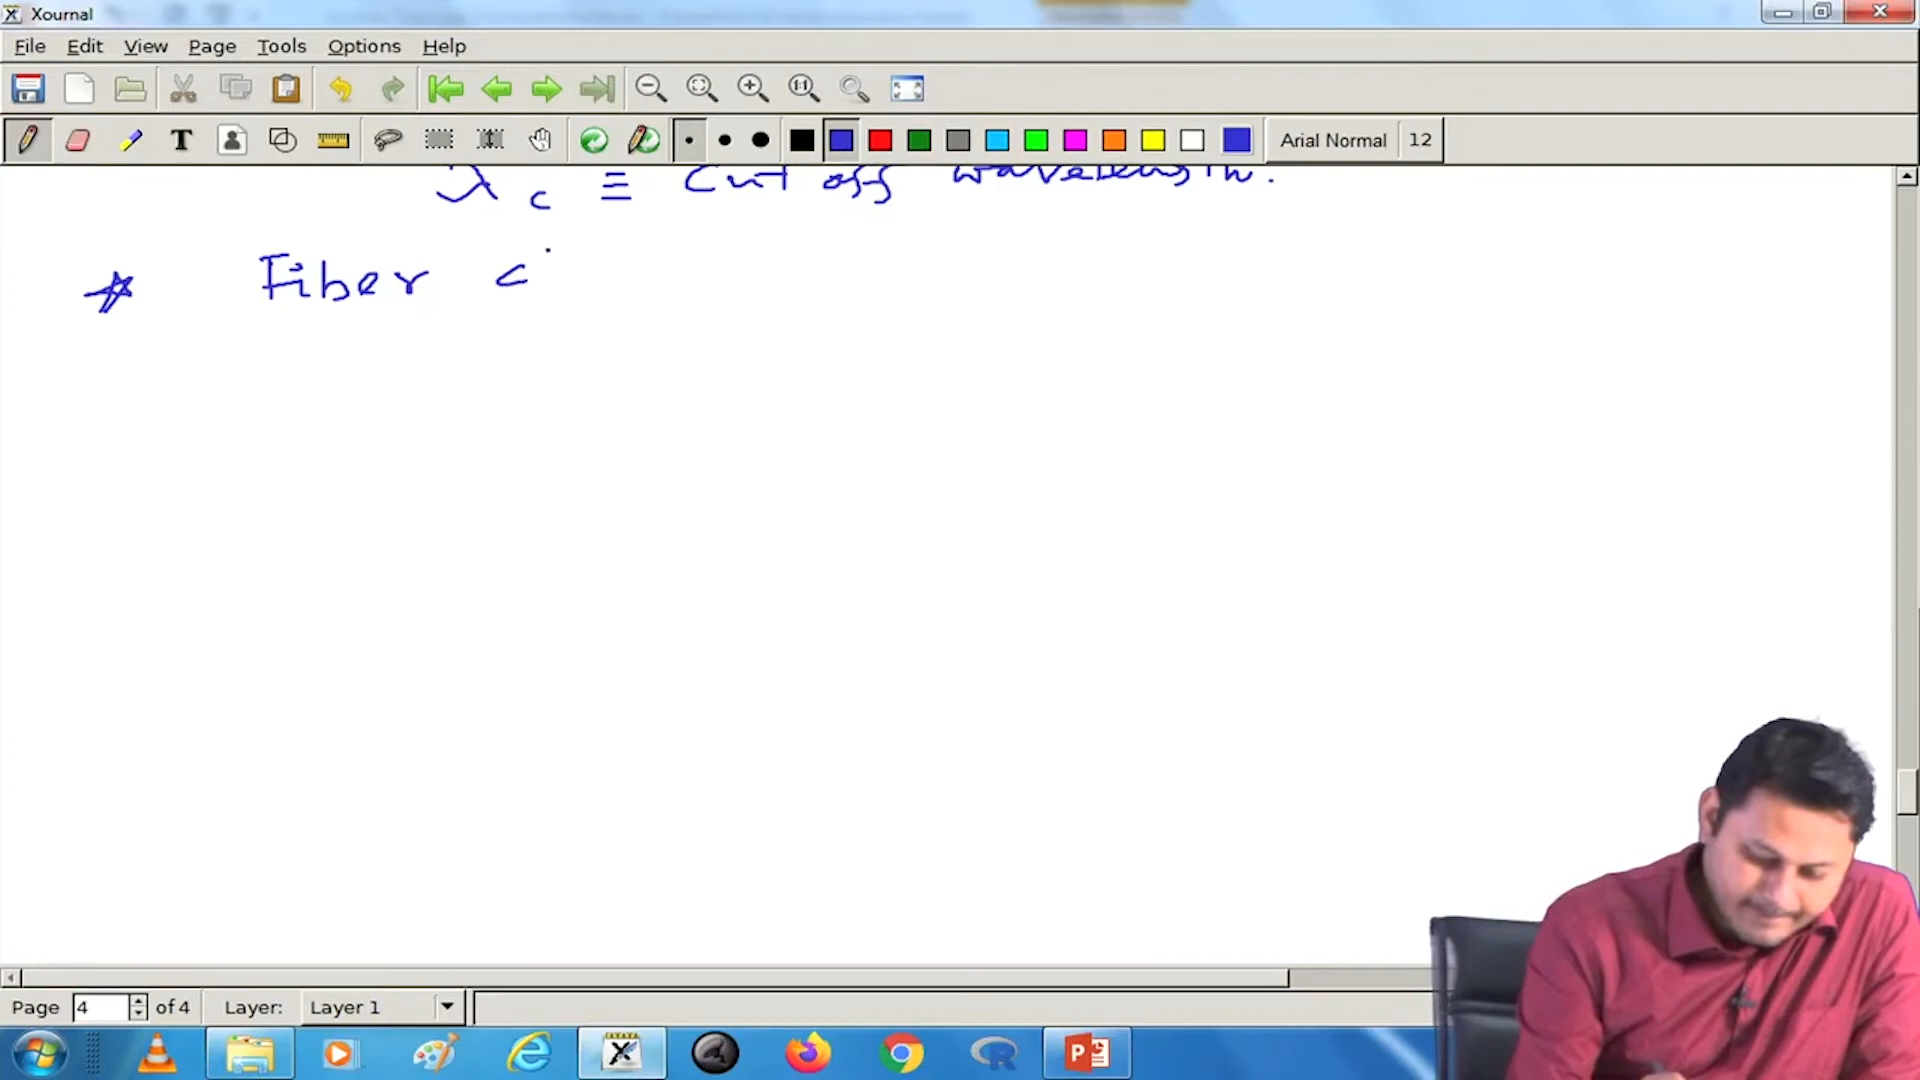 Xournal
File Edit View Page Tools Options Help
T Arial Normal 12
λc ≡ Cut off wavelength.
* Fiber c
Page 4 of 4 Layer: Layer 1